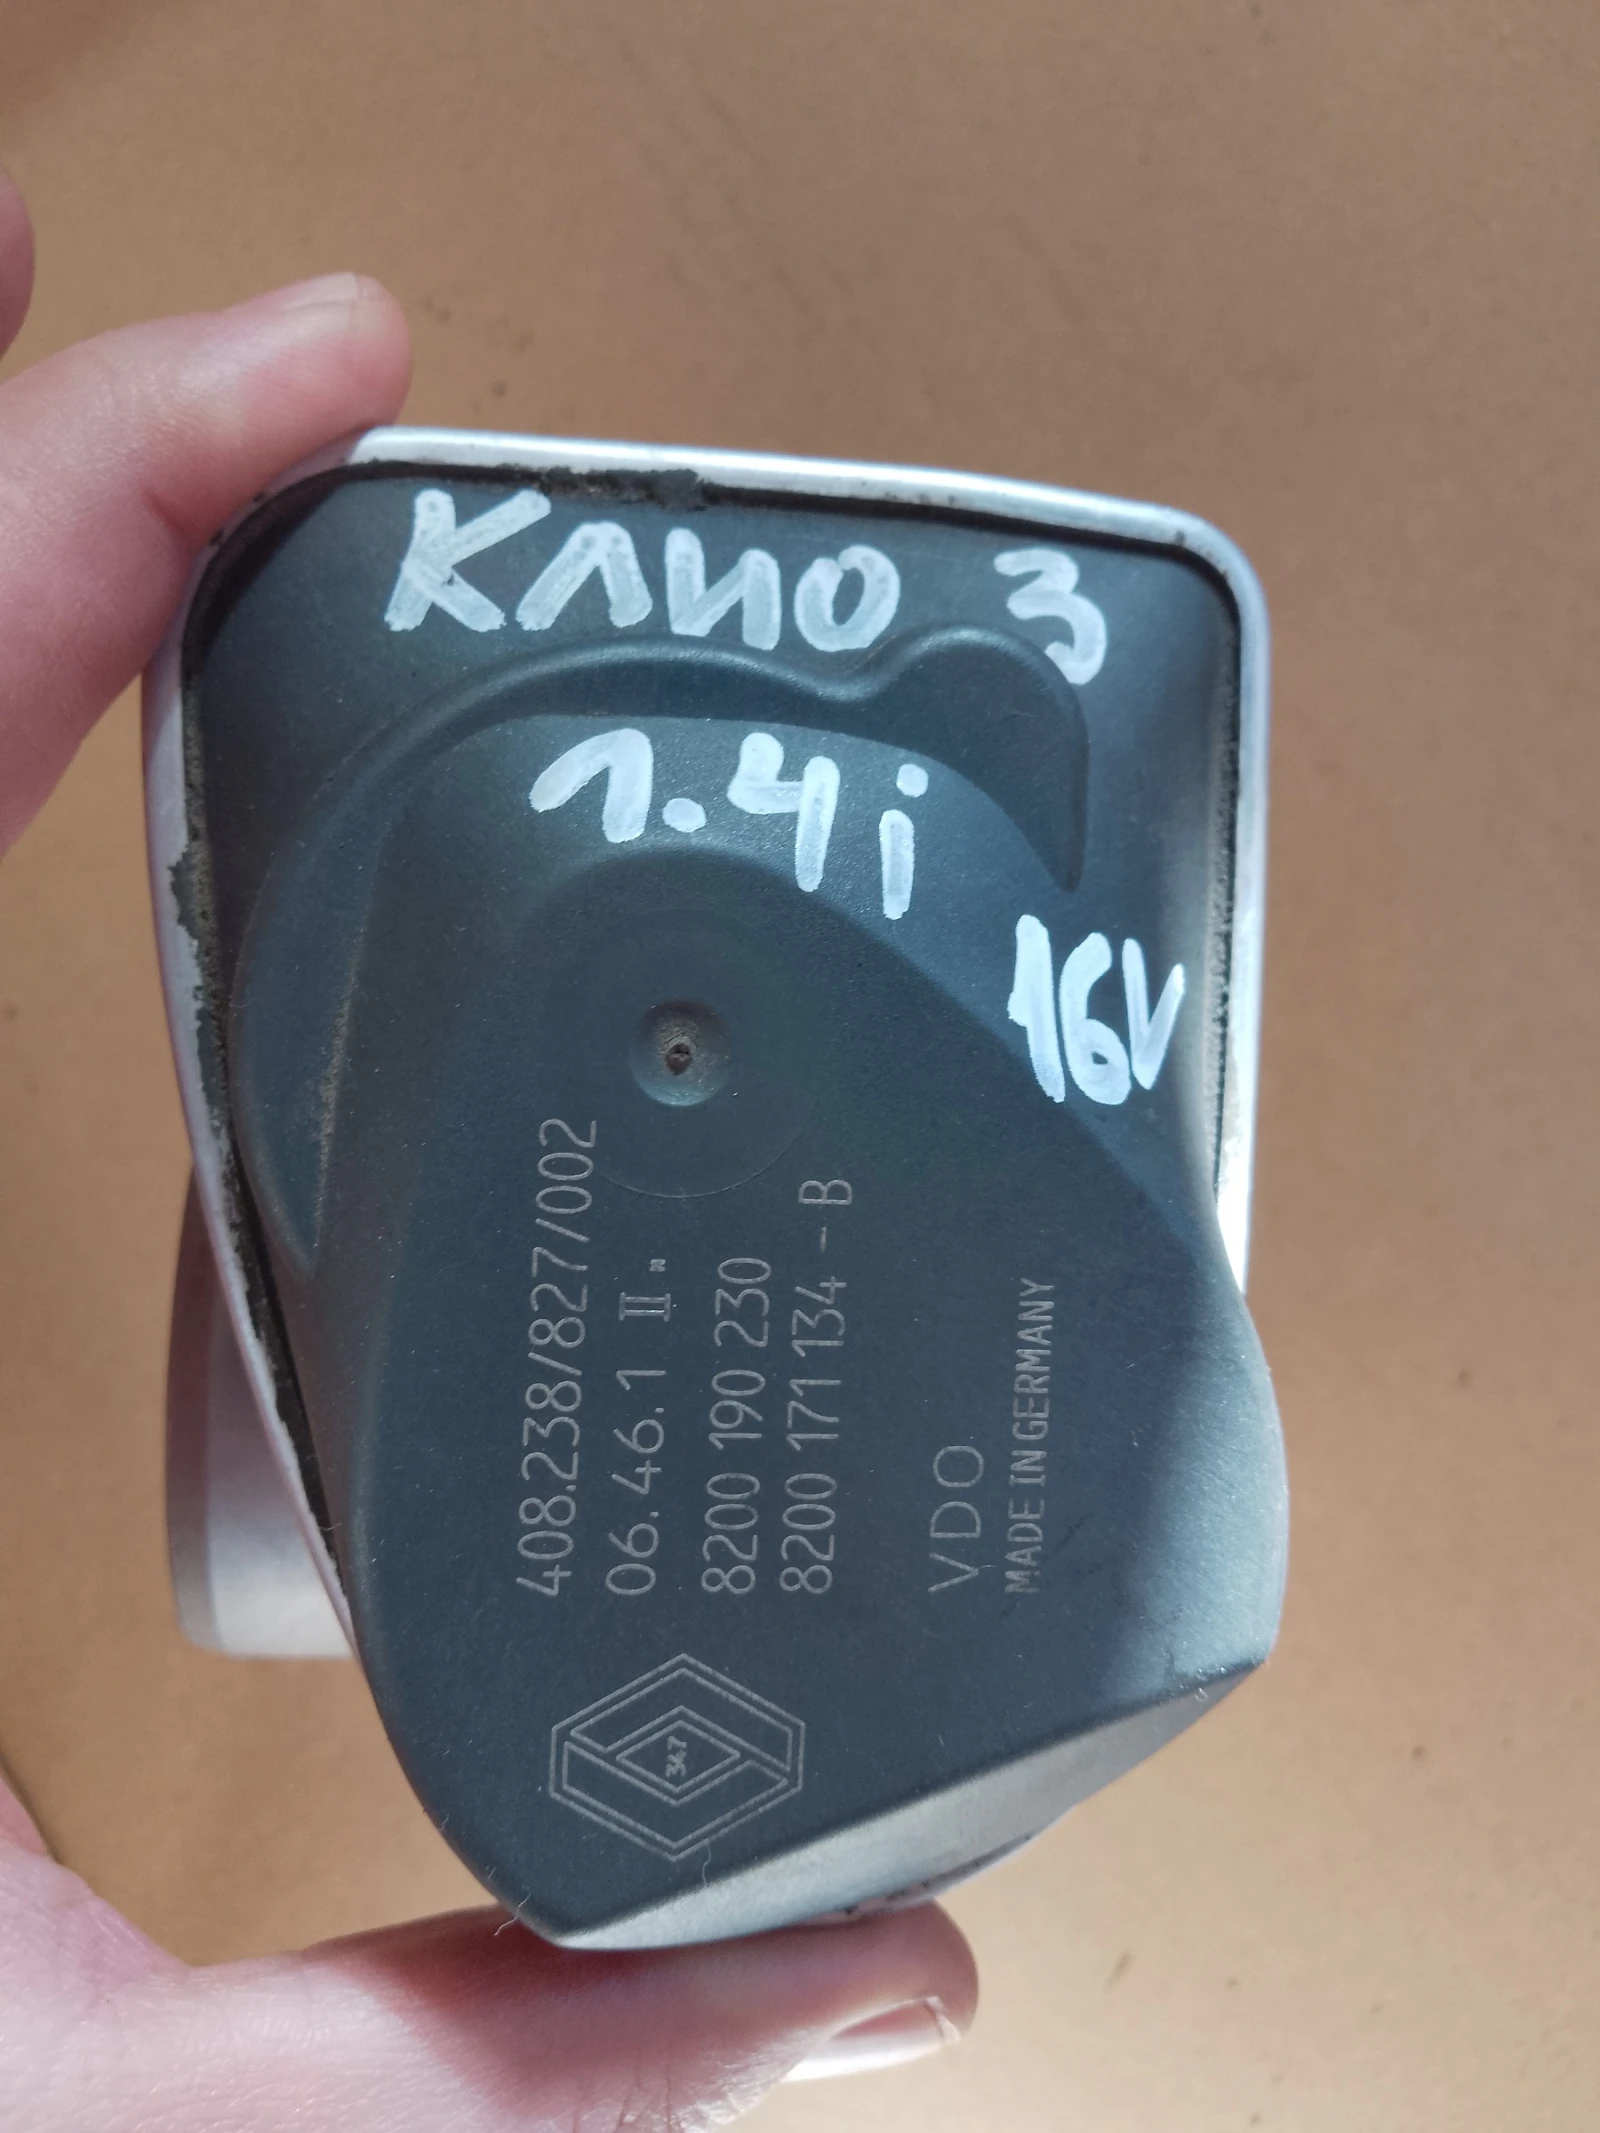 КЛИО 3
1.4i
16V
408.238/827/002
06.46.1 II "
8200 190 230
8200 171 134 - B
VDO
MADE IN GERMANY
347